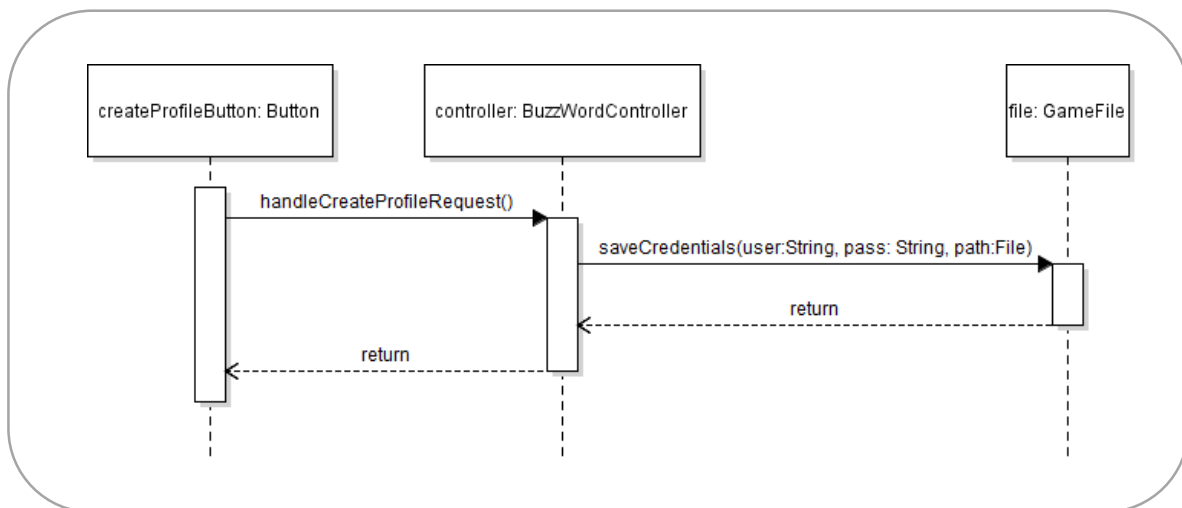 createProfileButton: Button
controller: BuzzWordController
file: GameFile
handleCreateProfileRequest()
saveCredentials(user:String, pass: String, path:File)
return
return